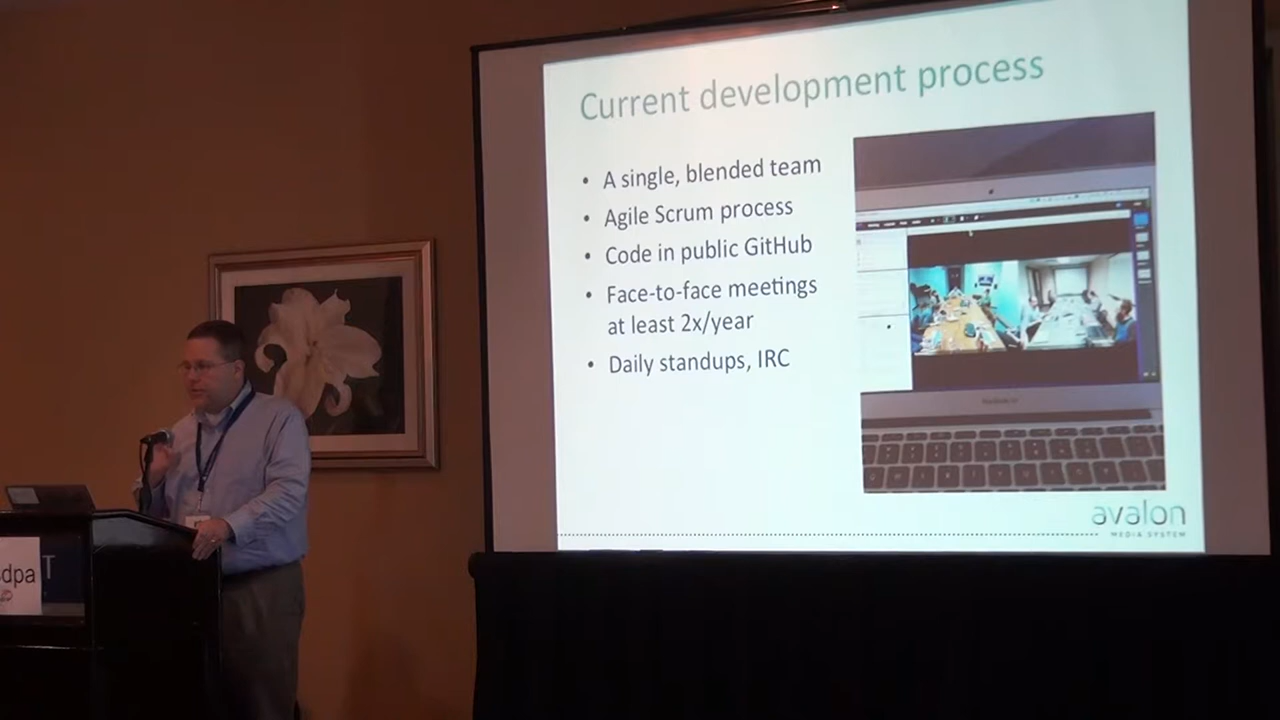 Current development process
• A single, blended team
• Agile Scrum process
• Code in public GitHub
• Face-to-face meetings
at least 2x/year
• Daily standups, IRC
avalon
MEDIA SYSTEM
dpa
T